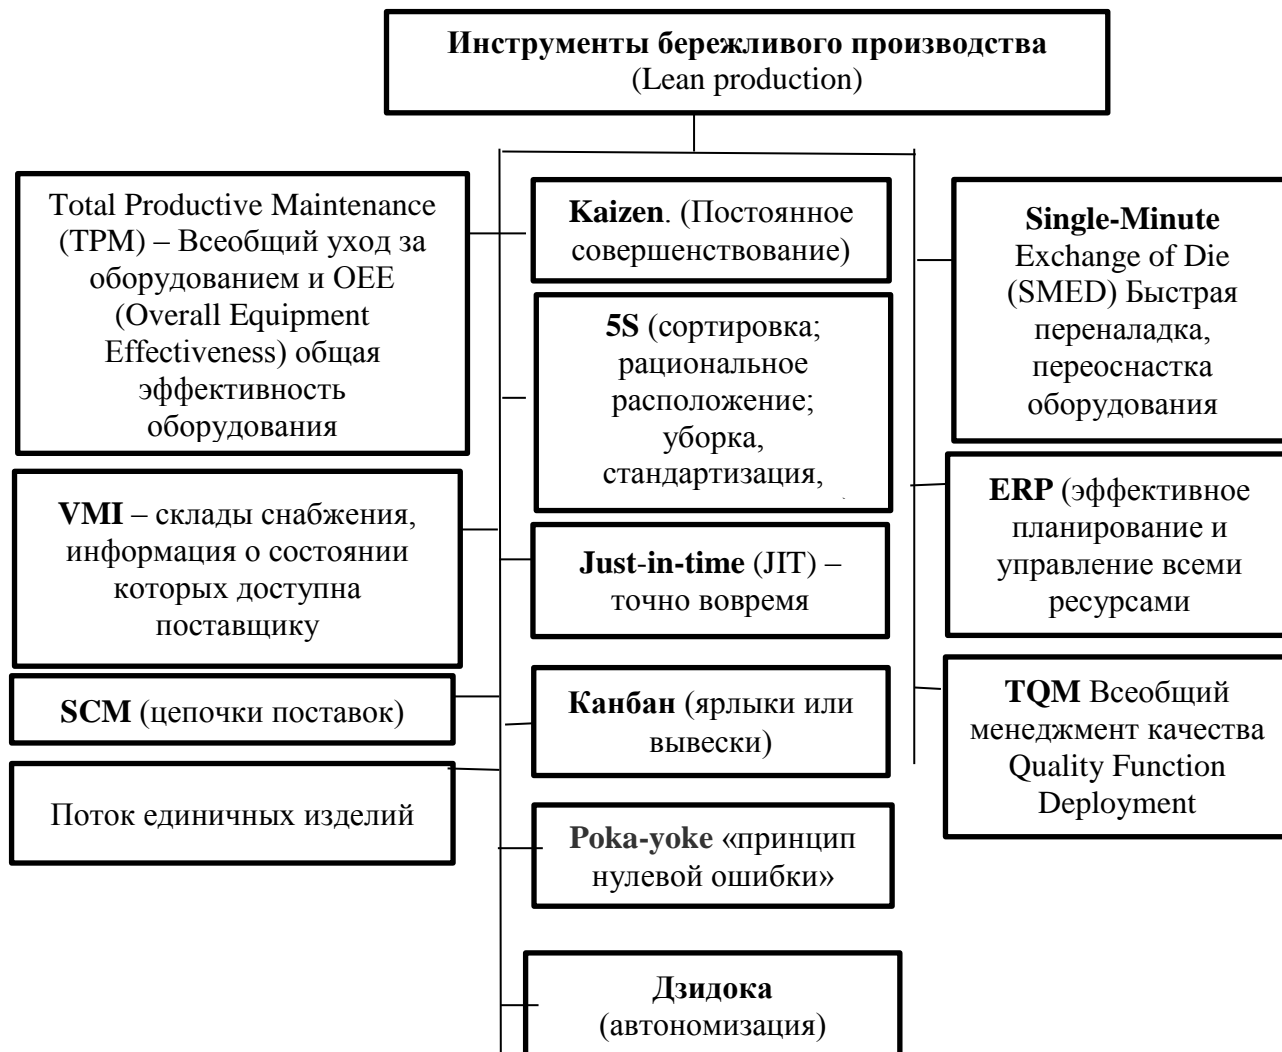 Инструменты бережливого производства
(Lean production)
Total Productive Maintenance
(TPM) – Всеобщий уход за
оборудованием и OEE
(Overall Equipment
Effectiveness) общая
эффективность
оборудования
VMI – склады снабжения,
информация о состоянии
которых доступна
поставщику
SCM (цепочки поставок)
Поток единичных изделий
Kaizen. (Постоянное
совершенствование)
5S (сортировка;
рациональное
расположение;
уборка,
стандартизация,
Just-in-time (JIT) –
точно вовремя
Канбан (ярлыки или
вывески)
Poka-yoke «принцип
нулевой ошибки»
Дзидока
(автономизация)
Single-Minute
Exchange of Die
(SMED) Быстрая
переналадка,
переоснастка
оборудования
ERP (эффективное
планирование и
управление всеми
ресурсами
TQM Всеобщий
менеджмент качества
Quality Function
Deployment